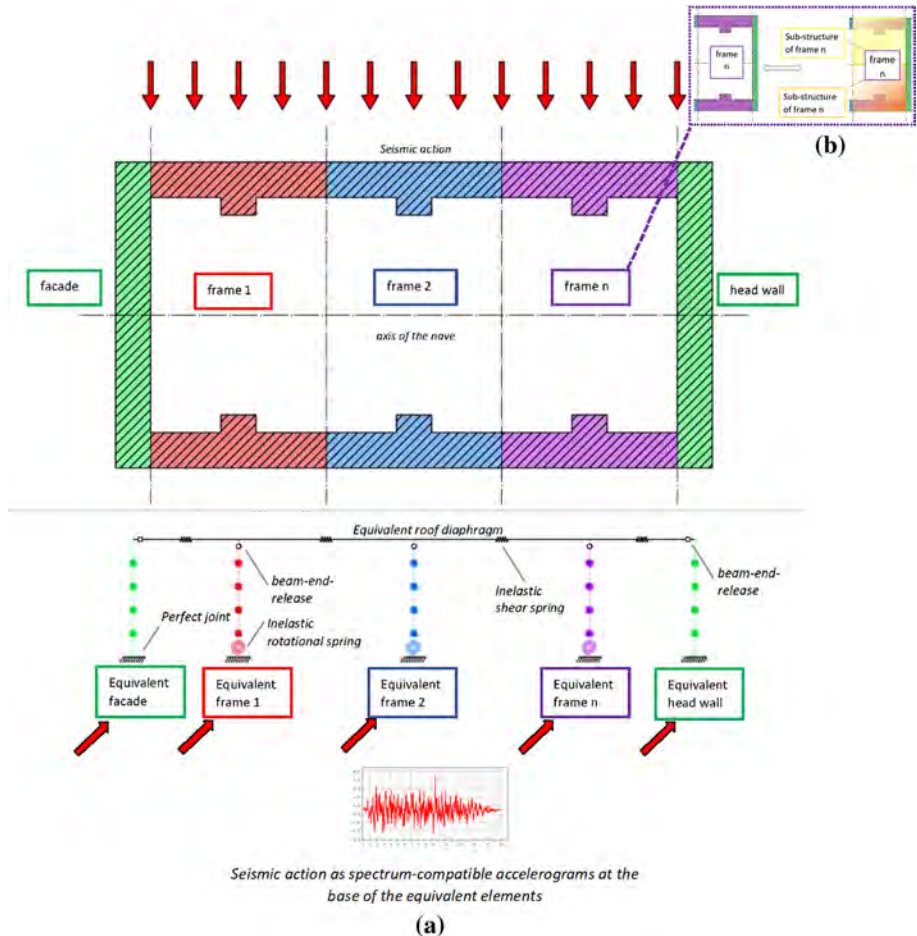 Sub-structure
of frame n
frame
n
frame
n
Sub-structure
of frame n
(b)
Seismic action
facade
frame 1
frame 2
frame n
head wall
axis of the nave
Equivalent roof diaphragm
beam-end-
release
Inelastic
shear spring
beam-end-
release
Perfect joint
Inelastic
rotational spring
Equivalent
facade
Equivalent
frame 1
Equivalent
frame 2
Equivalent
frame n
Equivalent
head wall
Seismic action as spectrum-compatible accelerograms at the
base of the equivalent elements
(a)